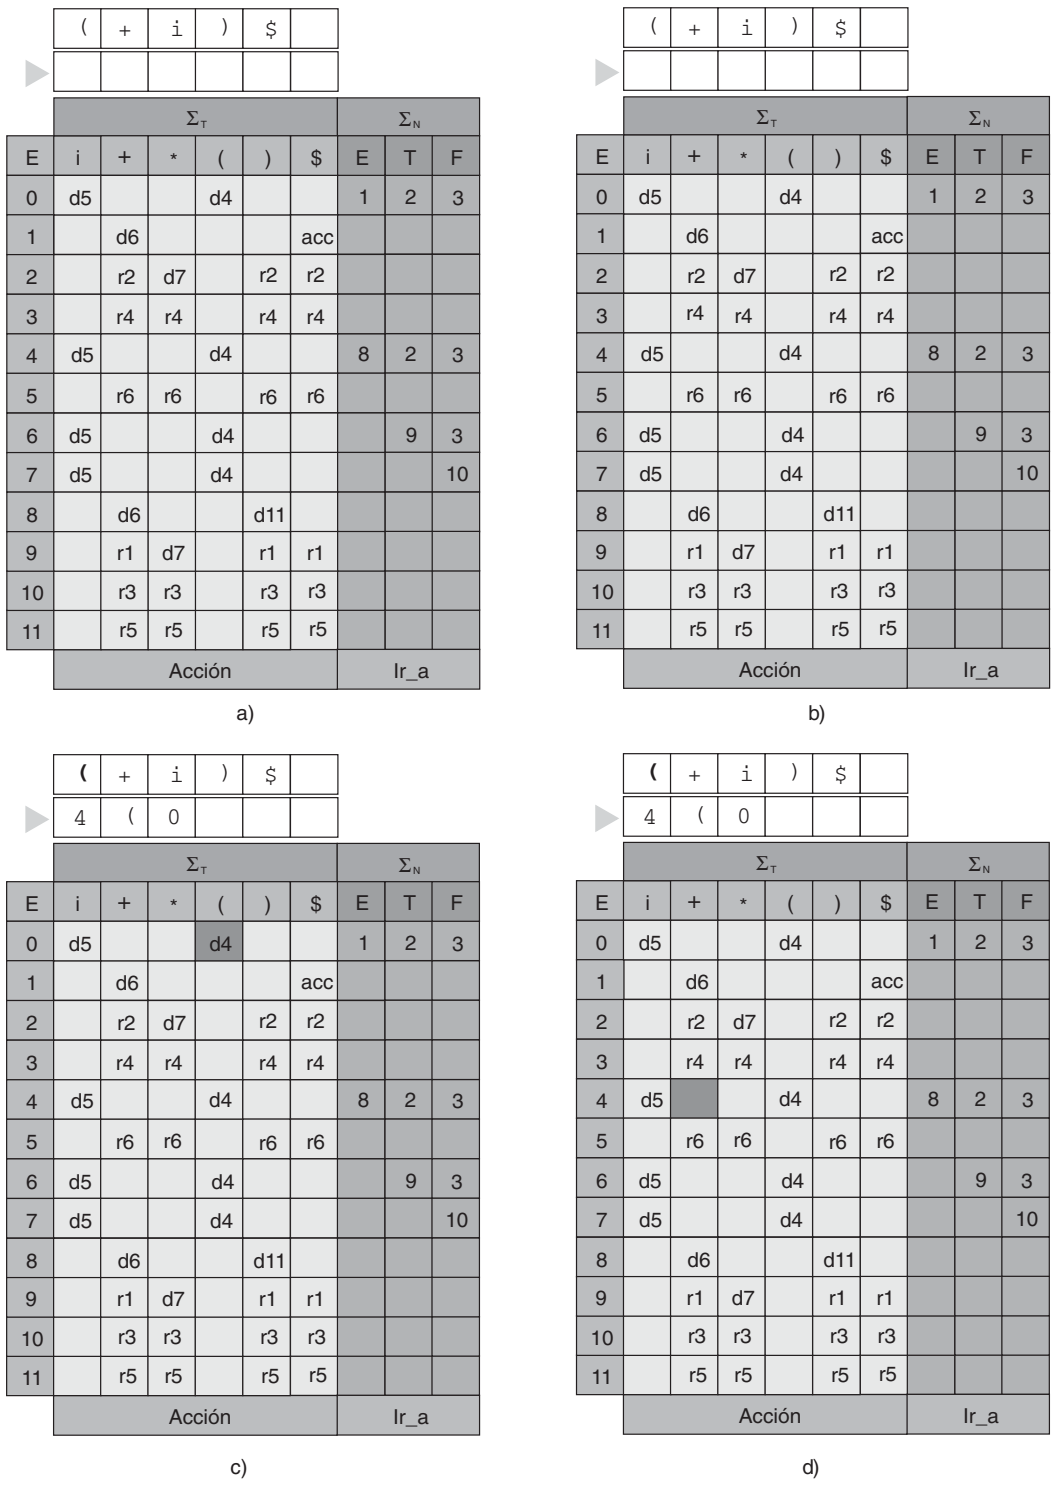 ( + i ) $
Σ_T Σ_N
E i + * ( ) $ E T F
0 d5 d4 1 2 3
1 d6 acc
2 r2 d7 r2 r2
3 r4 r4 r4 r4
4 d5 d4 8 2 3
5 r6 r6 r6 r6
6 d5 d4 9 3
7 d5 d4 10
8 d6 d11
9 r1 d7 r1 r1
10 r3 r3 r3 r3
11 r5 r5 r5 r5
Acción Ir_a
a)
( + i ) $
Σ_T Σ_N
E i + * ( ) $ E T F
0 d5 d4 1 2 3
1 d6 acc
2 r2 d7 r2 r2
3 r4 r4 r4 r4
4 d5 d4 8 2 3
5 r6 r6 r6 r6
6 d5 d4 9 3
7 d5 d4 10
8 d6 d11
9 r1 d7 r1 r1
10 r3 r3 r3 r3
11 r5 r5 r5 r5
Acción Ir_a
b)
( + i ) $
4 ( 0
Σ_T Σ_N
E i + * ( ) $ E T F
0 d5 d4 1 2 3
1 d6 acc
2 r2 d7 r2 r2
3 r4 r4 r4 r4
4 d5 d4 8 2 3
5 r6 r6 r6 r6
6 d5 d4 9 3
7 d5 d4 10
8 d6 d11
9 r1 d7 r1 r1
10 r3 r3 r3 r3
11 r5 r5 r5 r5
Acción Ir_a
c)
( + i ) $
4 ( 0
Σ_T Σ_N
E i + * ( ) $ E T F
0 d5 d4 1 2 3
1 d6 acc
2 r2 d7 r2 r2
3 r4 r4 r4 r4
4 d5 d4 8 2 3
5 r6 r6 r6 r6
6 d5 d4 9 3
7 d5 d4 10
8 d6 d11
9 r1 d7 r1 r1
10 r3 r3 r3 r3
11 r5 r5 r5 r5
Acción Ir_a
d)